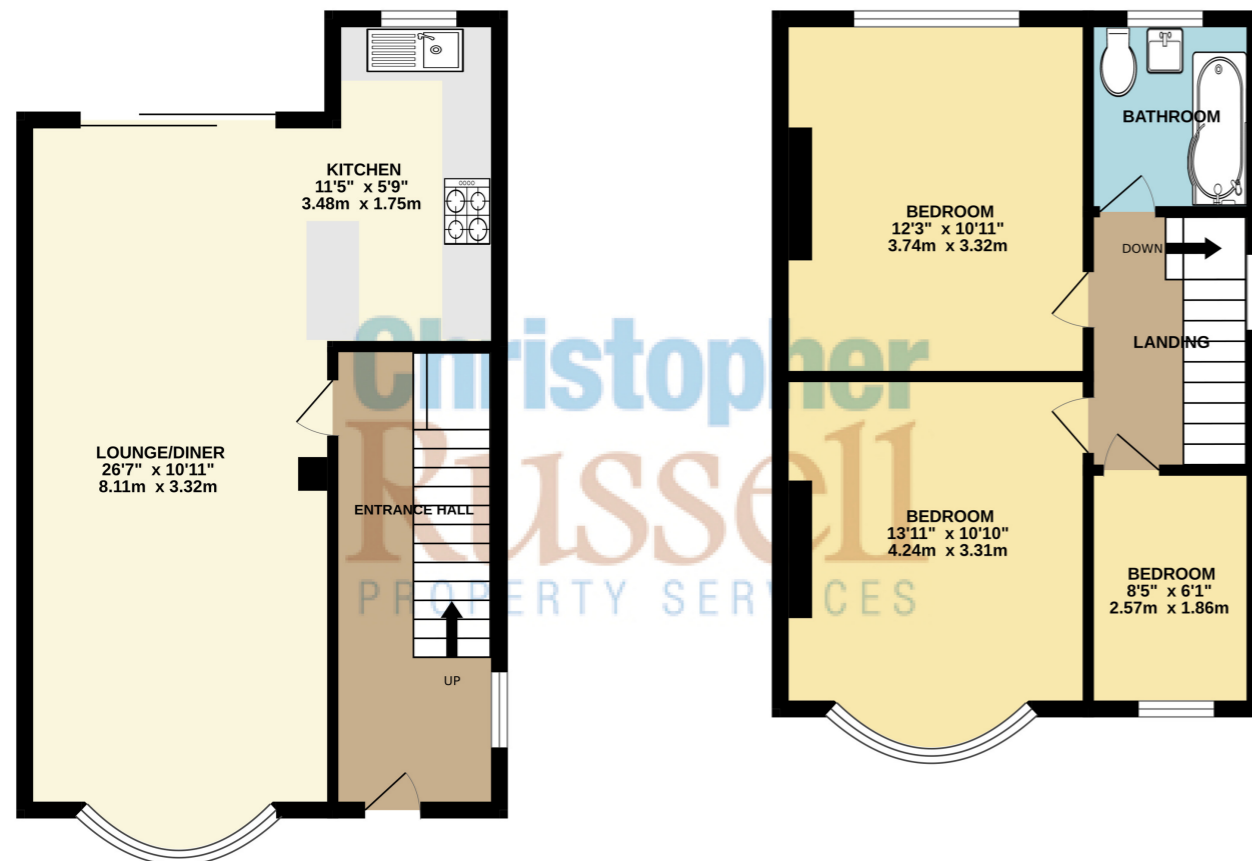 KITCHEN
11'5" x 5'9"
3.48m x 1.75m
LOUNGE/DINER
26'7" x 10'11"
8.11m x 3.32m
ENTRANCE HALL
UP
BEDROOM
12'3" x 10'11"
3.74m x 3.32m
BATHROOM
DOWN
LANDING
BEDROOM
13'11" x 10'10"
4.24m x 3.31m
BEDROOM
8'5" x 6'1"
2.57m x 1.86m
Christopher
Russell
PROPERTY SERVICES